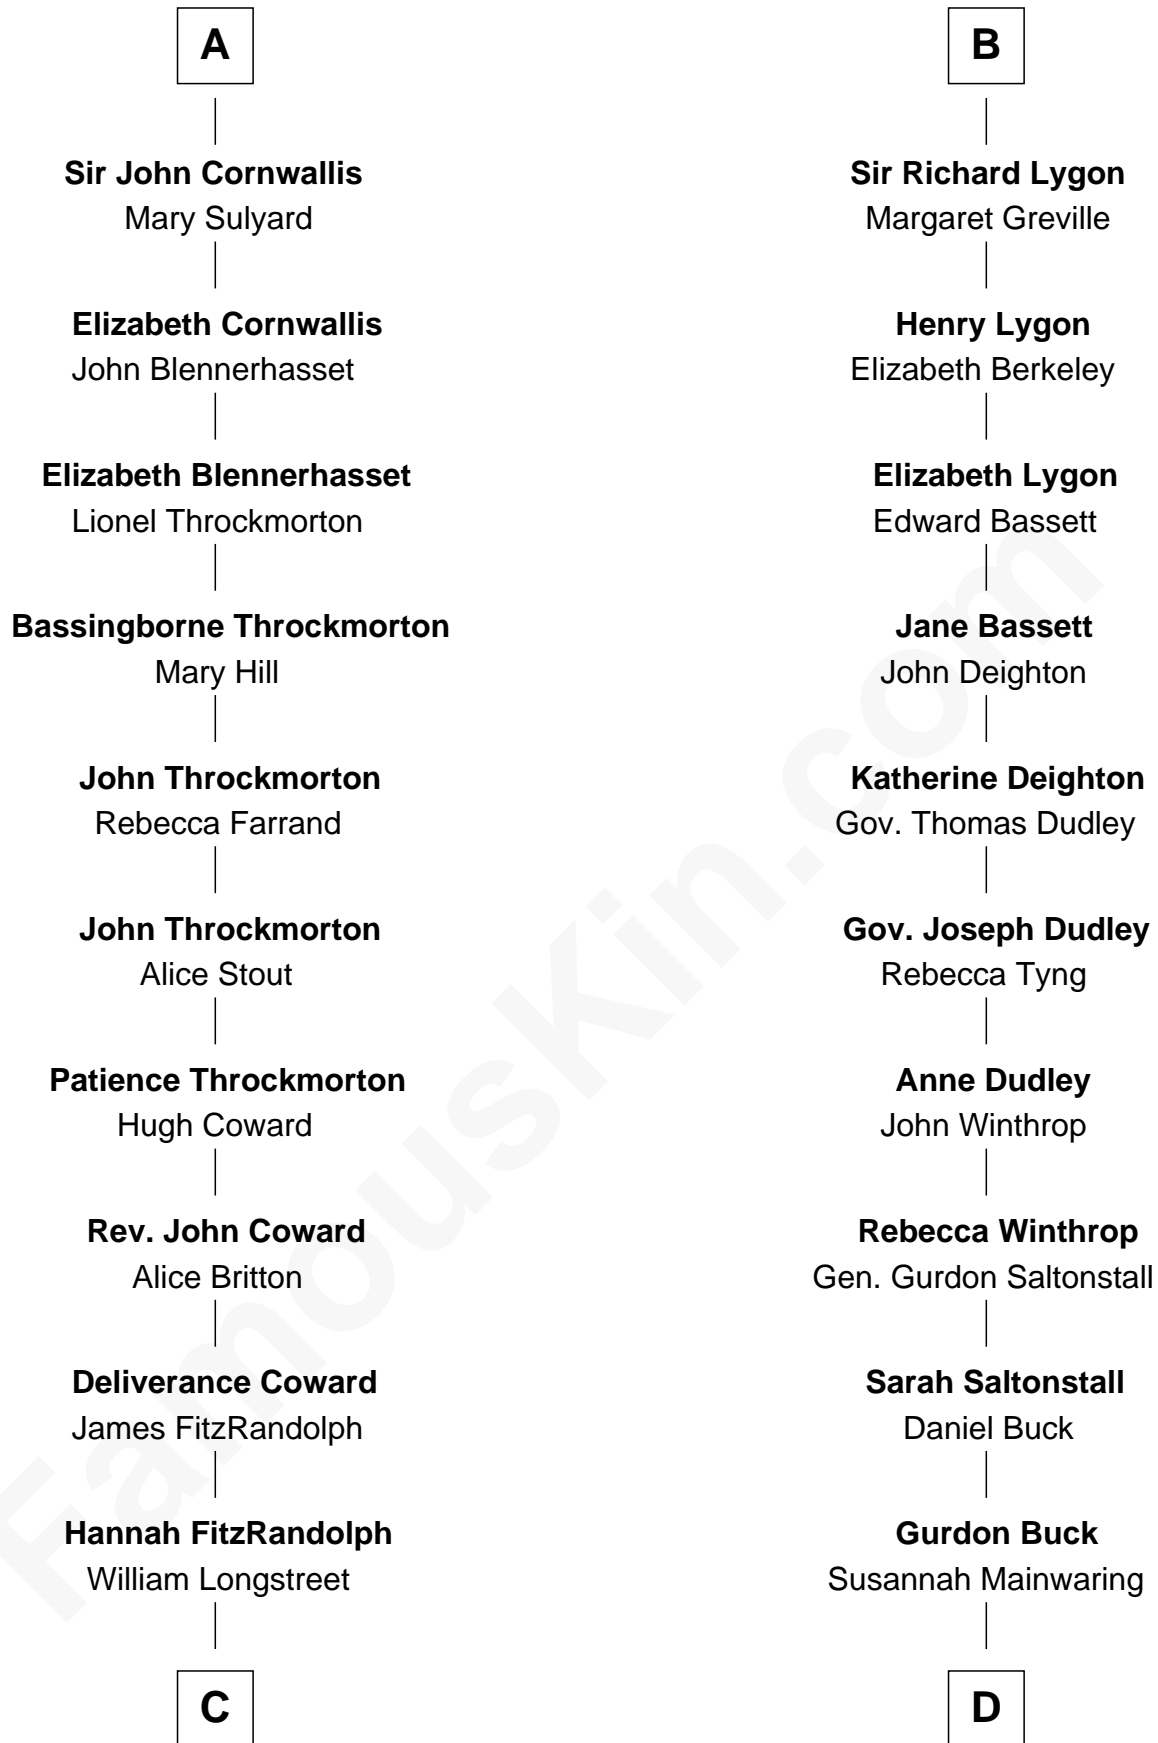 A
Sir John Cornwallis
Mary Sulyard
Elizabeth Cornwallis
John Blennerhasset
Elizabeth Blennerhasset
Lionel Throckmorton
Bassingborne Throckmorton
Mary Hill
John Throckmorton
Rebecca Farrand
John Throckmorton
Alice Stout
Patience Throckmorton
Hugh Coward
Rev. John Coward
Alice Britton
Deliverance Coward
James FitzRandolph
Hannah FitzRandolph
William Longstreet
C
B
Sir Richard Lygon
Margaret Greville
Henry Lygon
Elizabeth Berkeley
Elizabeth Lygon
Edward Bassett
Jane Bassett
John Deighton
Katherine Deighton
Gov. Thomas Dudley
Gov. Joseph Dudley
Rebecca Tyng
Anne Dudley
John Winthrop
Rebecca Winthrop
Gen. Gurdon Saltonstall
Sarah Saltonstall
Daniel Buck
Gurdon Buck
Susannah Mainwaring
D
FamousKin.com